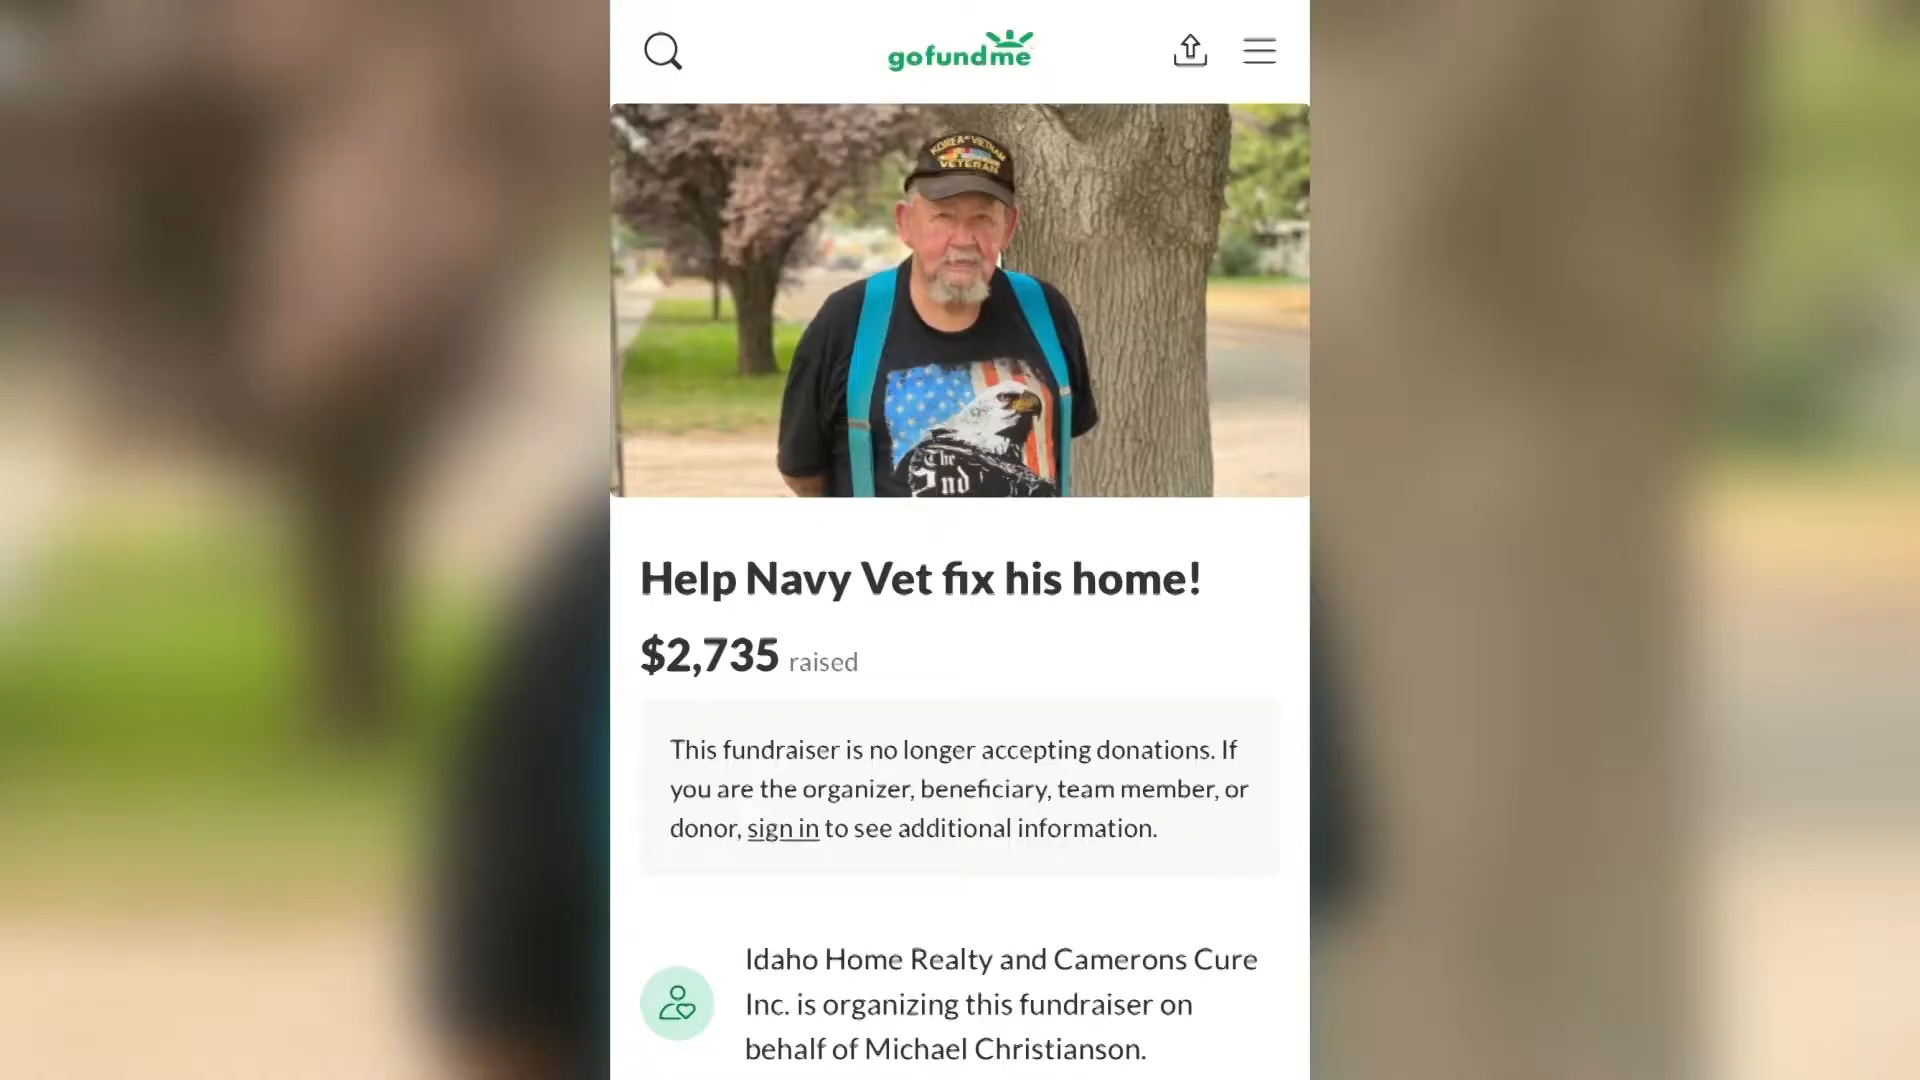 gofundme
KOREA * VIETNAM
VETERAN
The
2nd
Help Navy Vet fix his home!
$2,735 raised
This fundraiser is no longer accepting donations. If
you are the organizer, beneficiary, team member, or
donor, sign in to see additional information.
Idaho Home Realty and Camerons Cure
Inc. is organizing this fundraiser on
behalf of Michael Christianson.